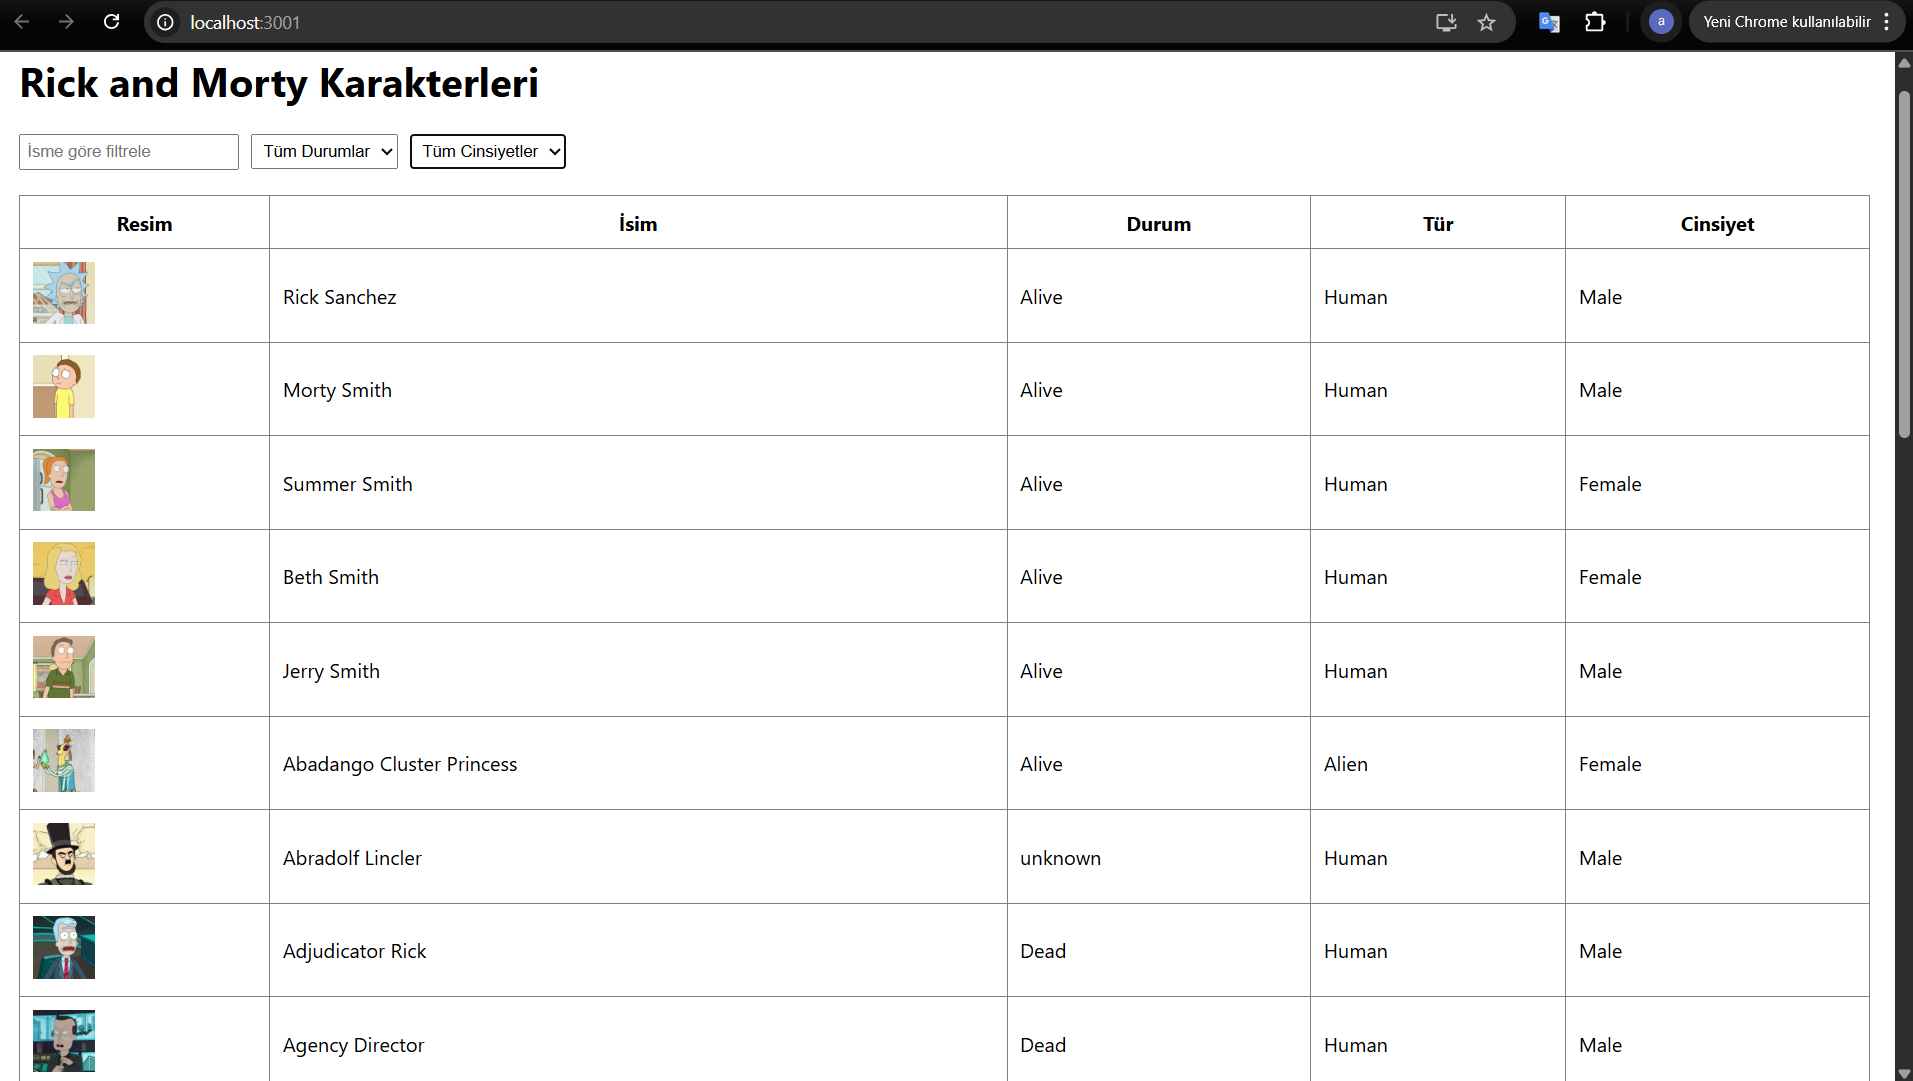 localhost:3001
a
Yeni Chrome kullanılabilir
Rick and Morty Karakterleri
İsme göre filtrele Tüm Durumlar Tüm Cinsiyetler
Resim İsim Durum Tür Cinsiyet
Rick Sanchez Alive Human Male
Morty Smith Alive Human Male
Summer Smith Alive Human Female
Beth Smith Alive Human Female
Jerry Smith Alive Human Male
Abadango Cluster Princess Alive Alien Female
Abradolf Lincler unknown Human Male
Adjudicator Rick Dead Human Male
Agency Director Dead Human Male